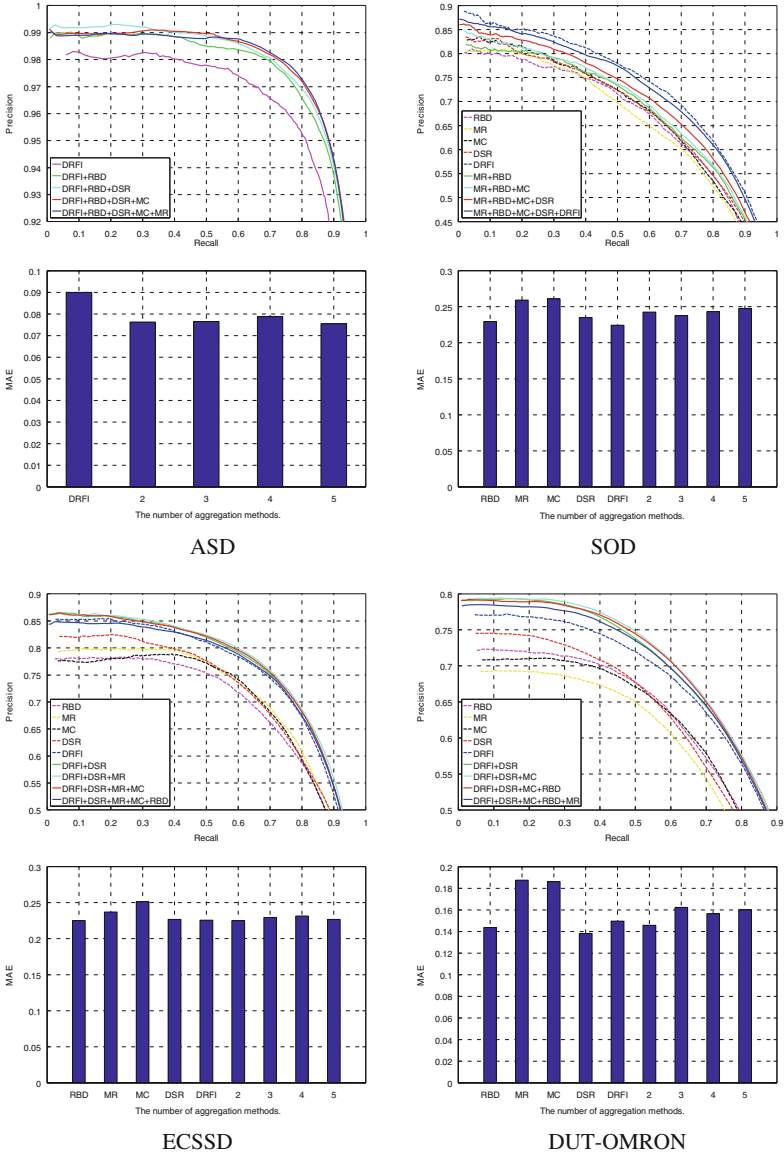 0.99
0.98
0.97
0.96
0.95
0.94
0.93
0.92
Precision
0 0.1 0.2 0.3 0.4 0.5 0.6 0.7 0.8 0.9 1
Recall
DRFI
DRFI+RBD
DRFI+RBD+DSR
DRFI+RBD+DSR+MC
DRFI+RBD+DSR+MC+MR
0.9
0.85
0.8
0.75
0.7
0.65
0.6
0.55
0.5
0.45
Precision
0 0.1 0.2 0.3 0.4 0.5 0.6 0.7 0.8 0.9 1
Recall
RBD
MR
MC
DSR
DRFI
MR+RBD
MR+RBD+MC
MR+RBD+MC+DSR
MR+RBD+MC+DSR+DRFI
0.1
0.09
0.08
0.07
0.06
0.05
0.04
0.03
0.02
0.01
0
MAE
DRFI 2 3 4 5
The number of aggregation methods.
ASD
0.3
0.25
0.2
0.15
0.1
0.05
0
MAE
RBD MR MC DSR DRFI 2 3 4 5
The number of aggregation methods.
SOD
0.9
0.85
0.8
0.75
0.7
0.65
0.6
0.55
0.5
Precision
0 0.1 0.2 0.3 0.4 0.5 0.6 0.7 0.8 0.9 1
Recall
RBD
MR
MC
DSR
DRFI
DRFI+DSR
DRFI+DSR+MR
DRFI+DSR+MR+MC
DRFI+DSR+MR+MC+RBD
0.8
0.75
0.7
0.65
0.6
0.55
0.5
Precision
0 0.1 0.2 0.3 0.4 0.5 0.6 0.7 0.8 0.9
Recall
RBD
MR
MC
DSR
DRFI
DRFI+DSR
DRFI+DSR+MC
DRFI+DSR+MC+RBD
DRFI+DSR+MC+RBD+MR
0.3
0.25
0.2
0.15
0.1
0.05
0
MAE
RBD MR MC DSR DRFI 2 3 4 5
The number of aggregation methods.
ECSSD
0.2
0.18
0.16
0.14
0.12
0.1
0.08
0.06
0.04
0.02
0
MAE
RBD MR MC DSR DRFI 2 3 4 5
The number of aggregation methods.
DUT-OMRON